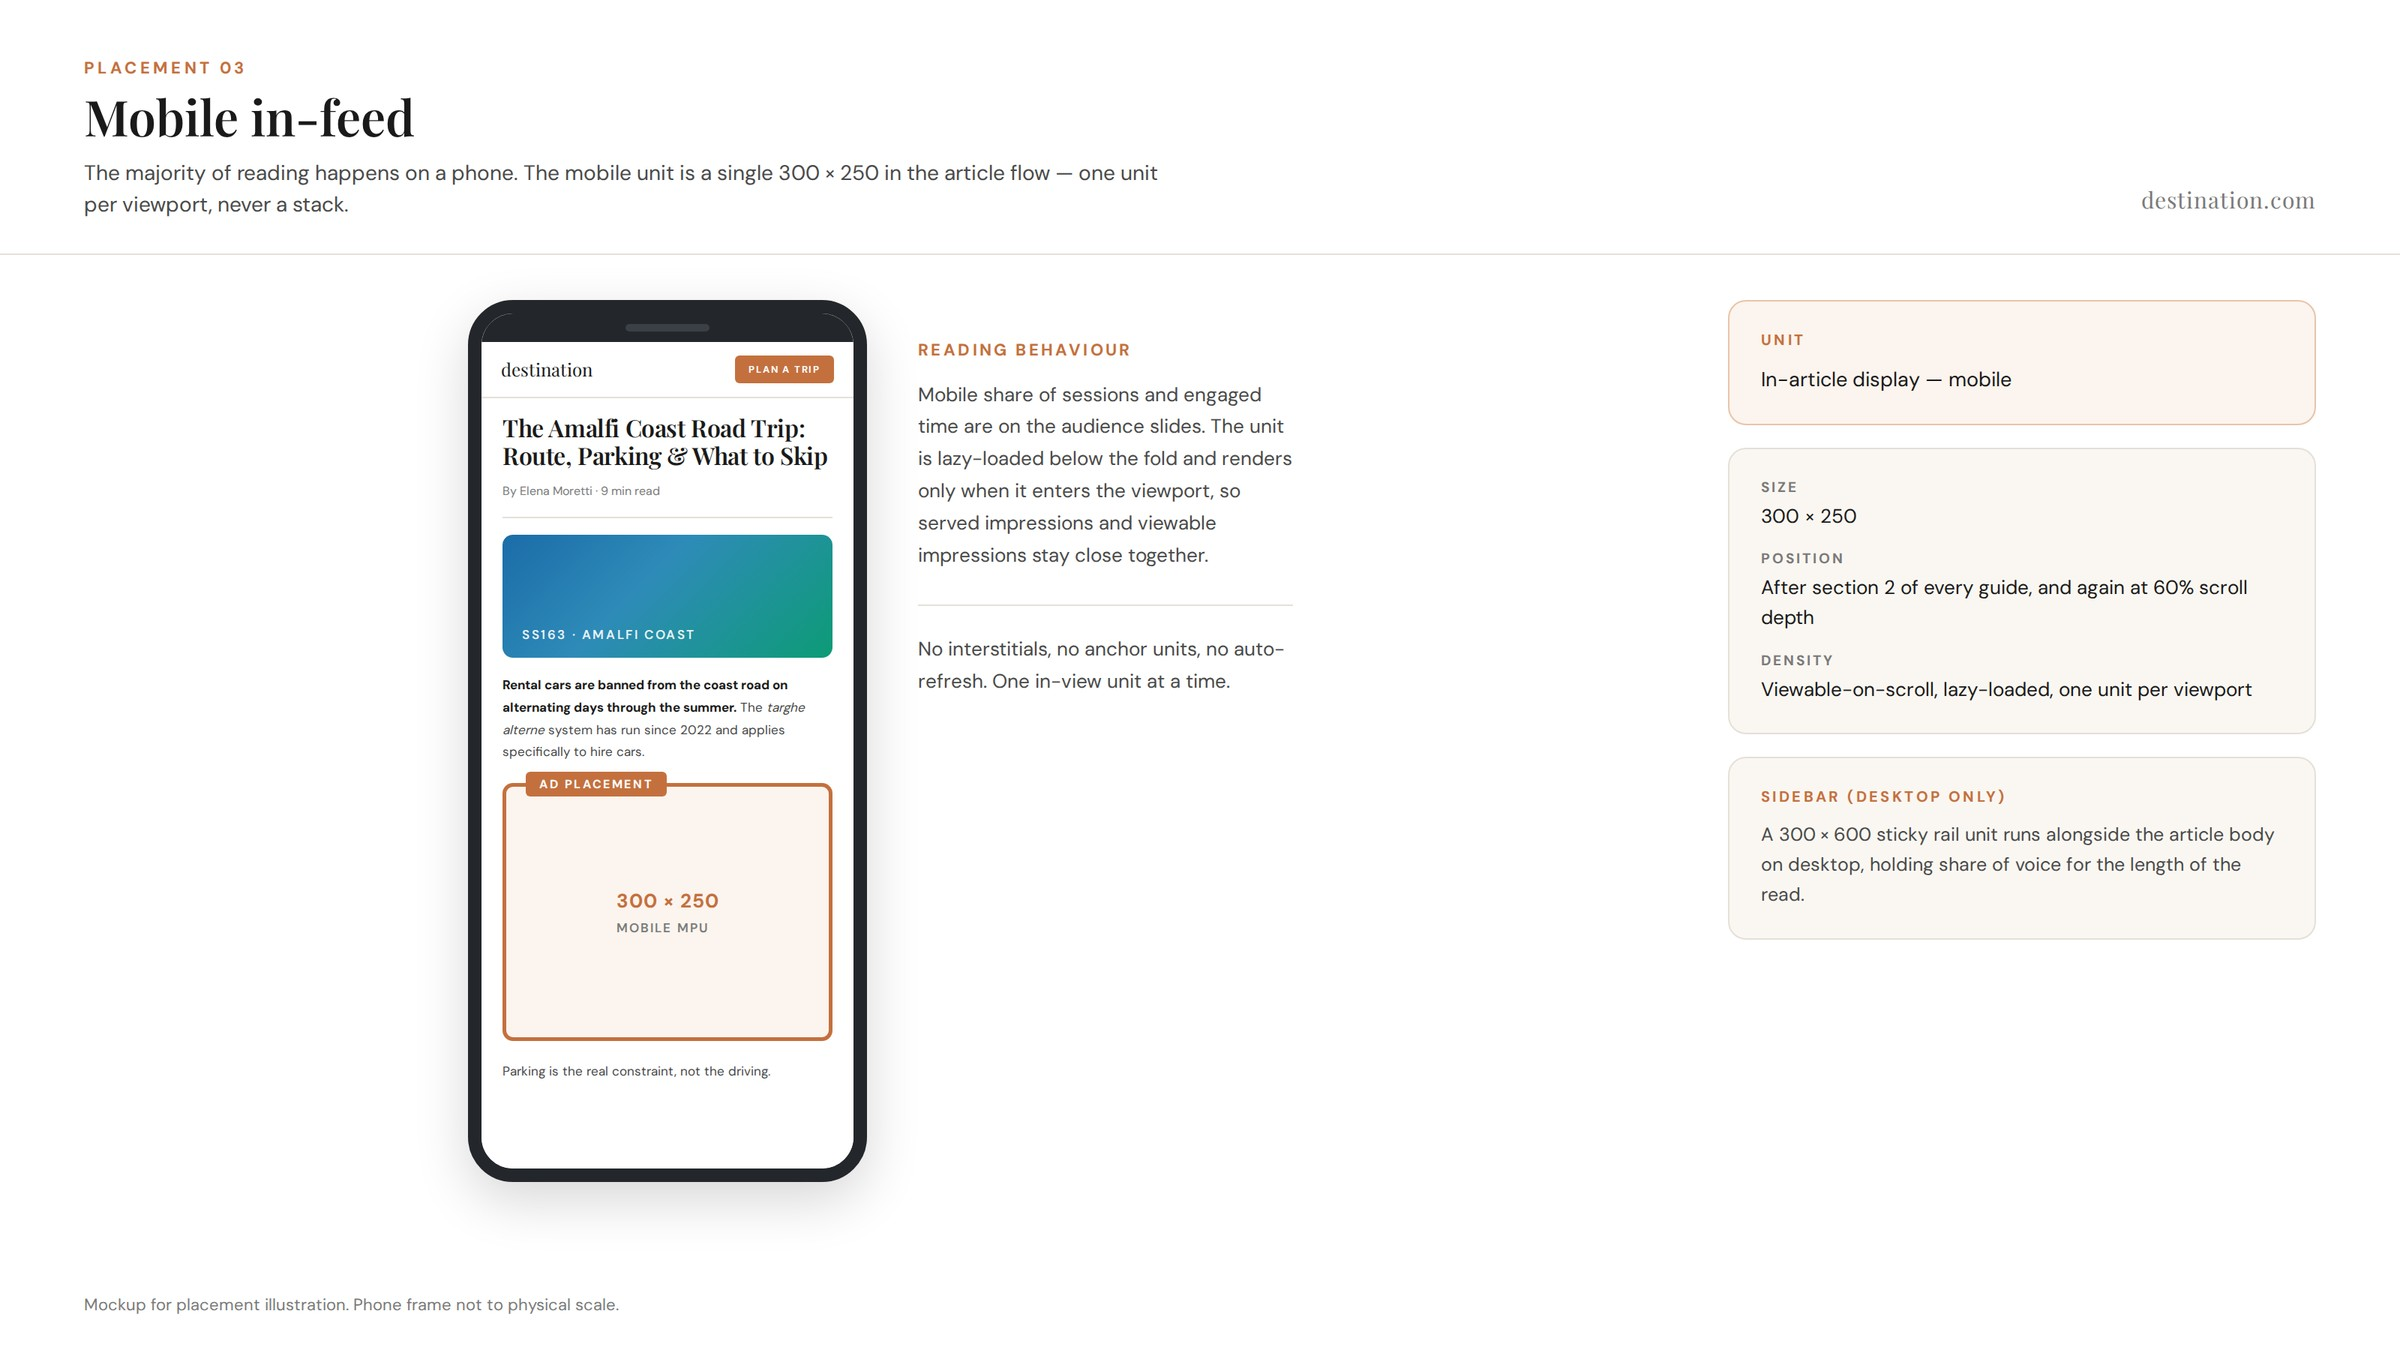 PLACEMENT 03
Mobile in-feed
The majority of reading happens on a phone. The mobile unit is a single 300 × 250 in the article flow — one unit
per viewport, never a stack.
destination.com
destination
PLAN A TRIP
The Amalfi Coast Road Trip:
Route, Parking & What to Skip
By Elena Moretti · 9 min read
SS163 · AMALFI COAST
Rental cars are banned from the coast road on
alternating days through the summer. The targhe
alterne system has run since 2022 and applies
specifically to hire cars.
AD PLACEMENT
300 × 250
MOBILE MPU
Parking is the real constraint, not the driving.
READING BEHAVIOUR
Mobile share of sessions and engaged
time are on the audience slides. The unit
is lazy-loaded below the fold and renders
only when it enters the viewport, so
served impressions and viewable
impressions stay close together.
No interstitials, no anchor units, no auto-
refresh. One in-view unit at a time.
UNIT
In-article display — mobile
SIZE
300 × 250
POSITION
After section 2 of every guide, and again at 60% scroll
depth
DENSITY
Viewable-on-scroll, lazy-loaded, one unit per viewport
SIDEBAR (DESKTOP ONLY)
A 300 × 600 sticky rail unit runs alongside the article body
on desktop, holding share of voice for the length of the
read.
Mockup for placement illustration. Phone frame not to physical scale.